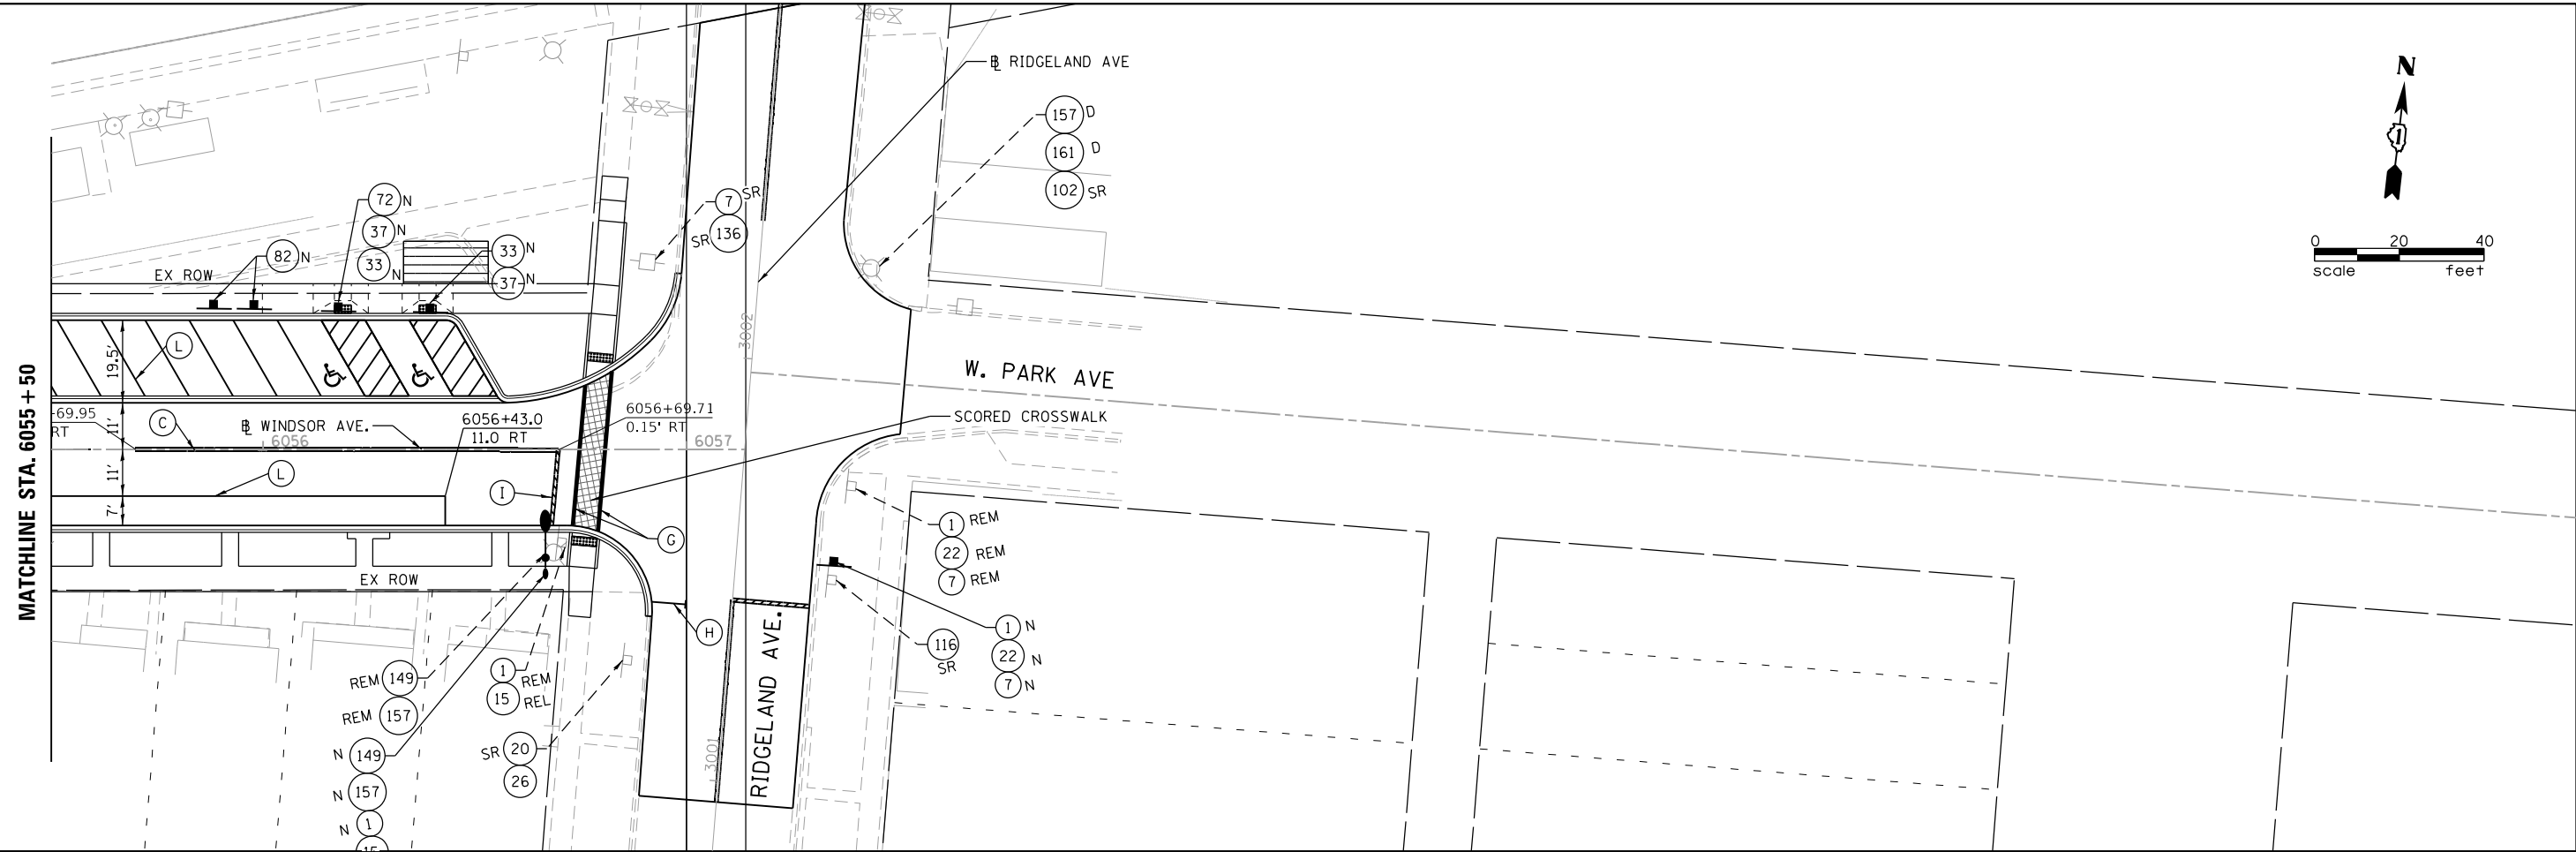 ℄ RIDGELAND AVE
N
0 20 40
scale feet
157 D
161 D
102 SR
7 SR
SR 136
72 N
37 N
33 N
82 N
33 N
37 N
EX ROW
MATCHLINE STA. 6055+50
19.5'
L
11'
11'
7'
-69.95
RT
C
℄ WINDSOR AVE.
6056
6056+43.0
11.0 RT
6056+69.71
0.15' RT
6057
3002
W. PARK AVE
SCORED CROSSWALK
L
I
G
H
EX ROW
1 REM
22 REM
7 REM
1 N
22 N
7 N
116
SR
RIDGELAND AVE.
3001
REM 149
REM 157
1 REM
15 REL
SR 20
26
N 149
N 157
N 1